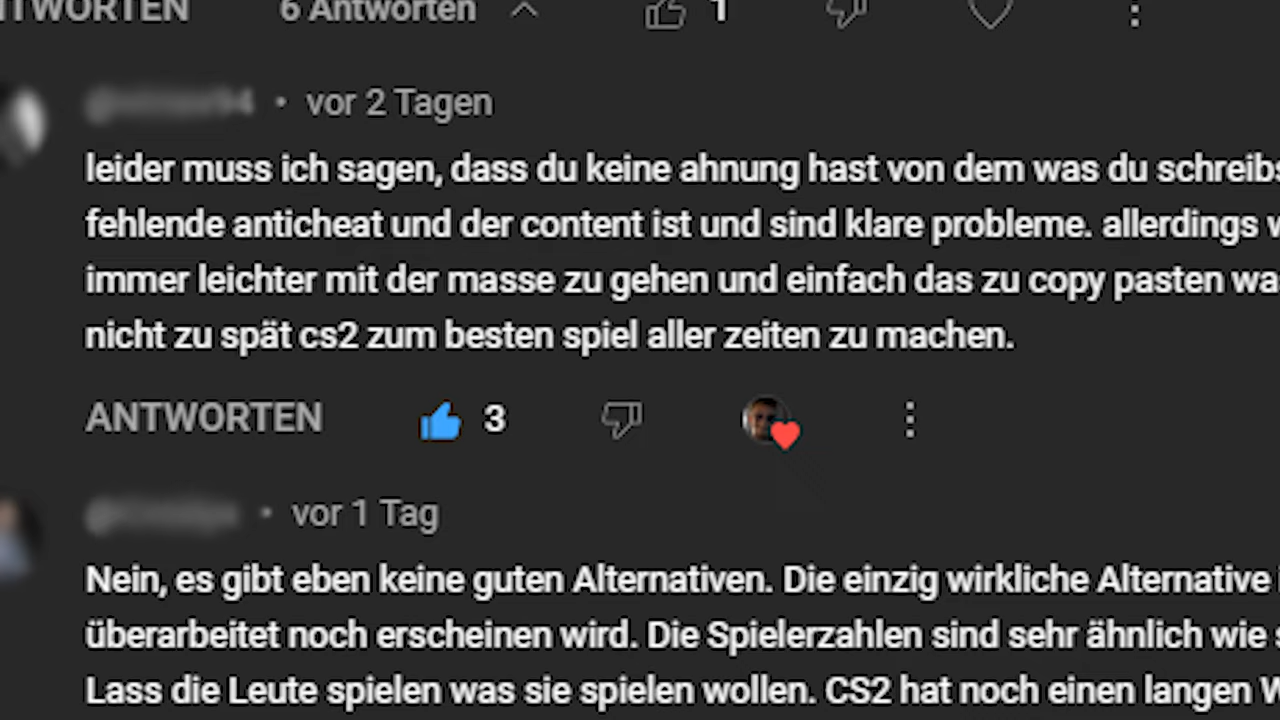 6 Antworten 1
vor 2 Tagen
leider muss ich sagen, dass du keine ahnung hast von dem was du
fehlende anticheat und der content ist und sind klare probleme. allerdings
immer leichter mit der masse zu gehen und einfach das zu copy pasten
nicht zu spät cs2 zum besten spiel aller zeiten zu machen.
ANTWORTEN 3
vor 1 Tag
Nein, es gibt eben keine guten Alternativen. Die einzig wirkliche Alternative
überarbeitet noch erscheinen wird. Die Spielerzahlen sind sehr ähnlich wie
Lass die Leute spielen was sie spielen wollen. CS2 hat noch einen langen